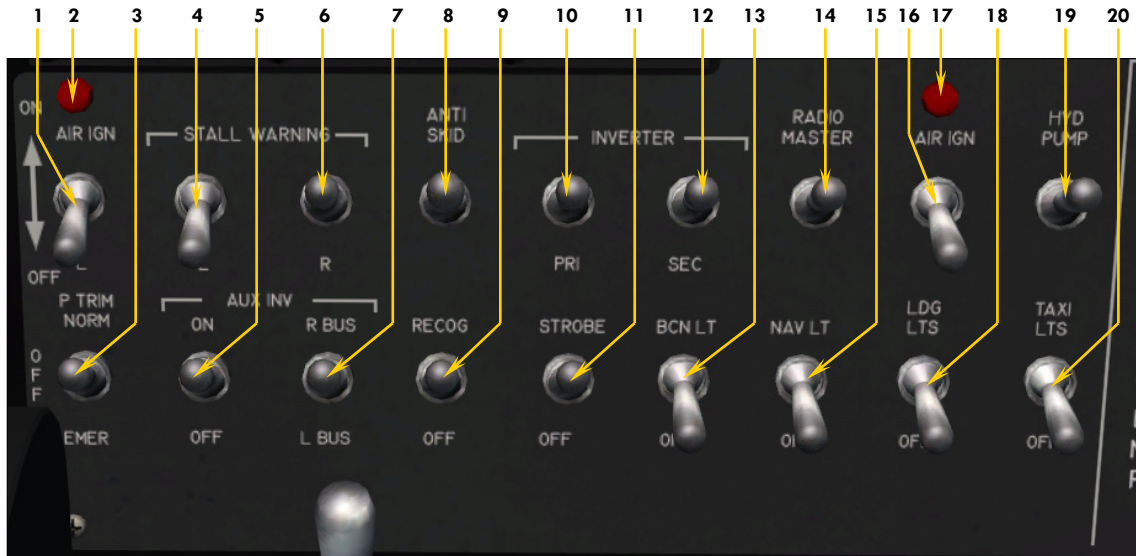 1 2 3 4 5 6 7 8 9 10 11 12 13 14 15 16 17 18 19 20
ON
AIR IGN
STALL WARNING
ANTI
SKID
INVERTER
RADIO
MASTER
AIR IGN
HYD
PUMP
OFF
L
R
PRI
SEC
P TRIM
NORM
AUX INV
ON
R BUS
RECOG
STROBE
BCN LT
NAV LT
LDG
LTS
TAXI
LTS
OFF
EMER
OFF
L BUS
OFF
OFF